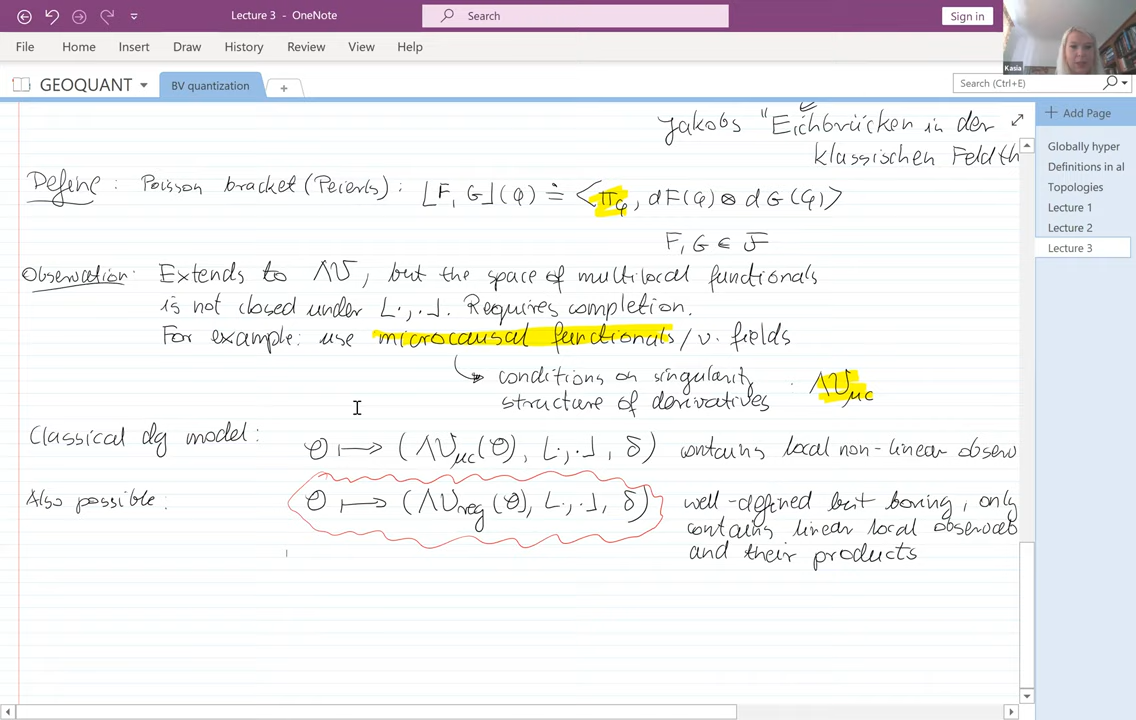 Lecture 3 - OneNote
Search
Sign in
File Home Insert Draw History Review View Help
Kasia
GEOQUANT
BV quantization
Search (Ctrl+E)
Add Page
Globally hyper
Definitions in al
Topologies
Lecture 1
Lecture 2
Lecture 3
Jakobs "Eichbrücken in der
klassischen Feldth
Define: Poisson bracket (Peierls): ⌊F, G⌋(φ) ≐ <Π_φ, dF(φ) ⊗ dG(φ)>
F, G ∈ F
Observation: Extends to ΛV, but the space of multilocal functionals
is not closed under ⌊·,·⌋. Requires completion.
For example: use microcausal functionals / v. fields
conditions on singularity
structure of derivatives
ΛV_μc
Classical dg model: O ↦ (ΛV_μc(O), ⌊·,·⌋, δ) contains local non-linear observ
Also possible: O ↦ (ΛV_reg(O), ⌊·,·⌋, δ) well-defined but boring, only
contains linear local observab
and their products